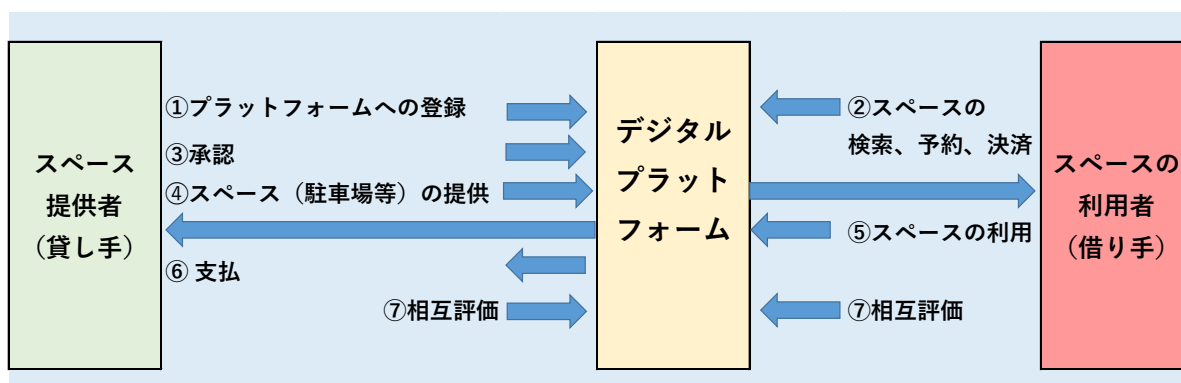 スペース
提供者
（貸し手）
①プラットフォームへの登録
③承認
④スペース（駐車場等）の提供
⑥ 支払
⑦相互評価
デジタル
プラット
フォーム
②スペースの
検索、予約、決済
⑤スペースの利用
⑦相互評価
スペースの
利用者
（借り手）